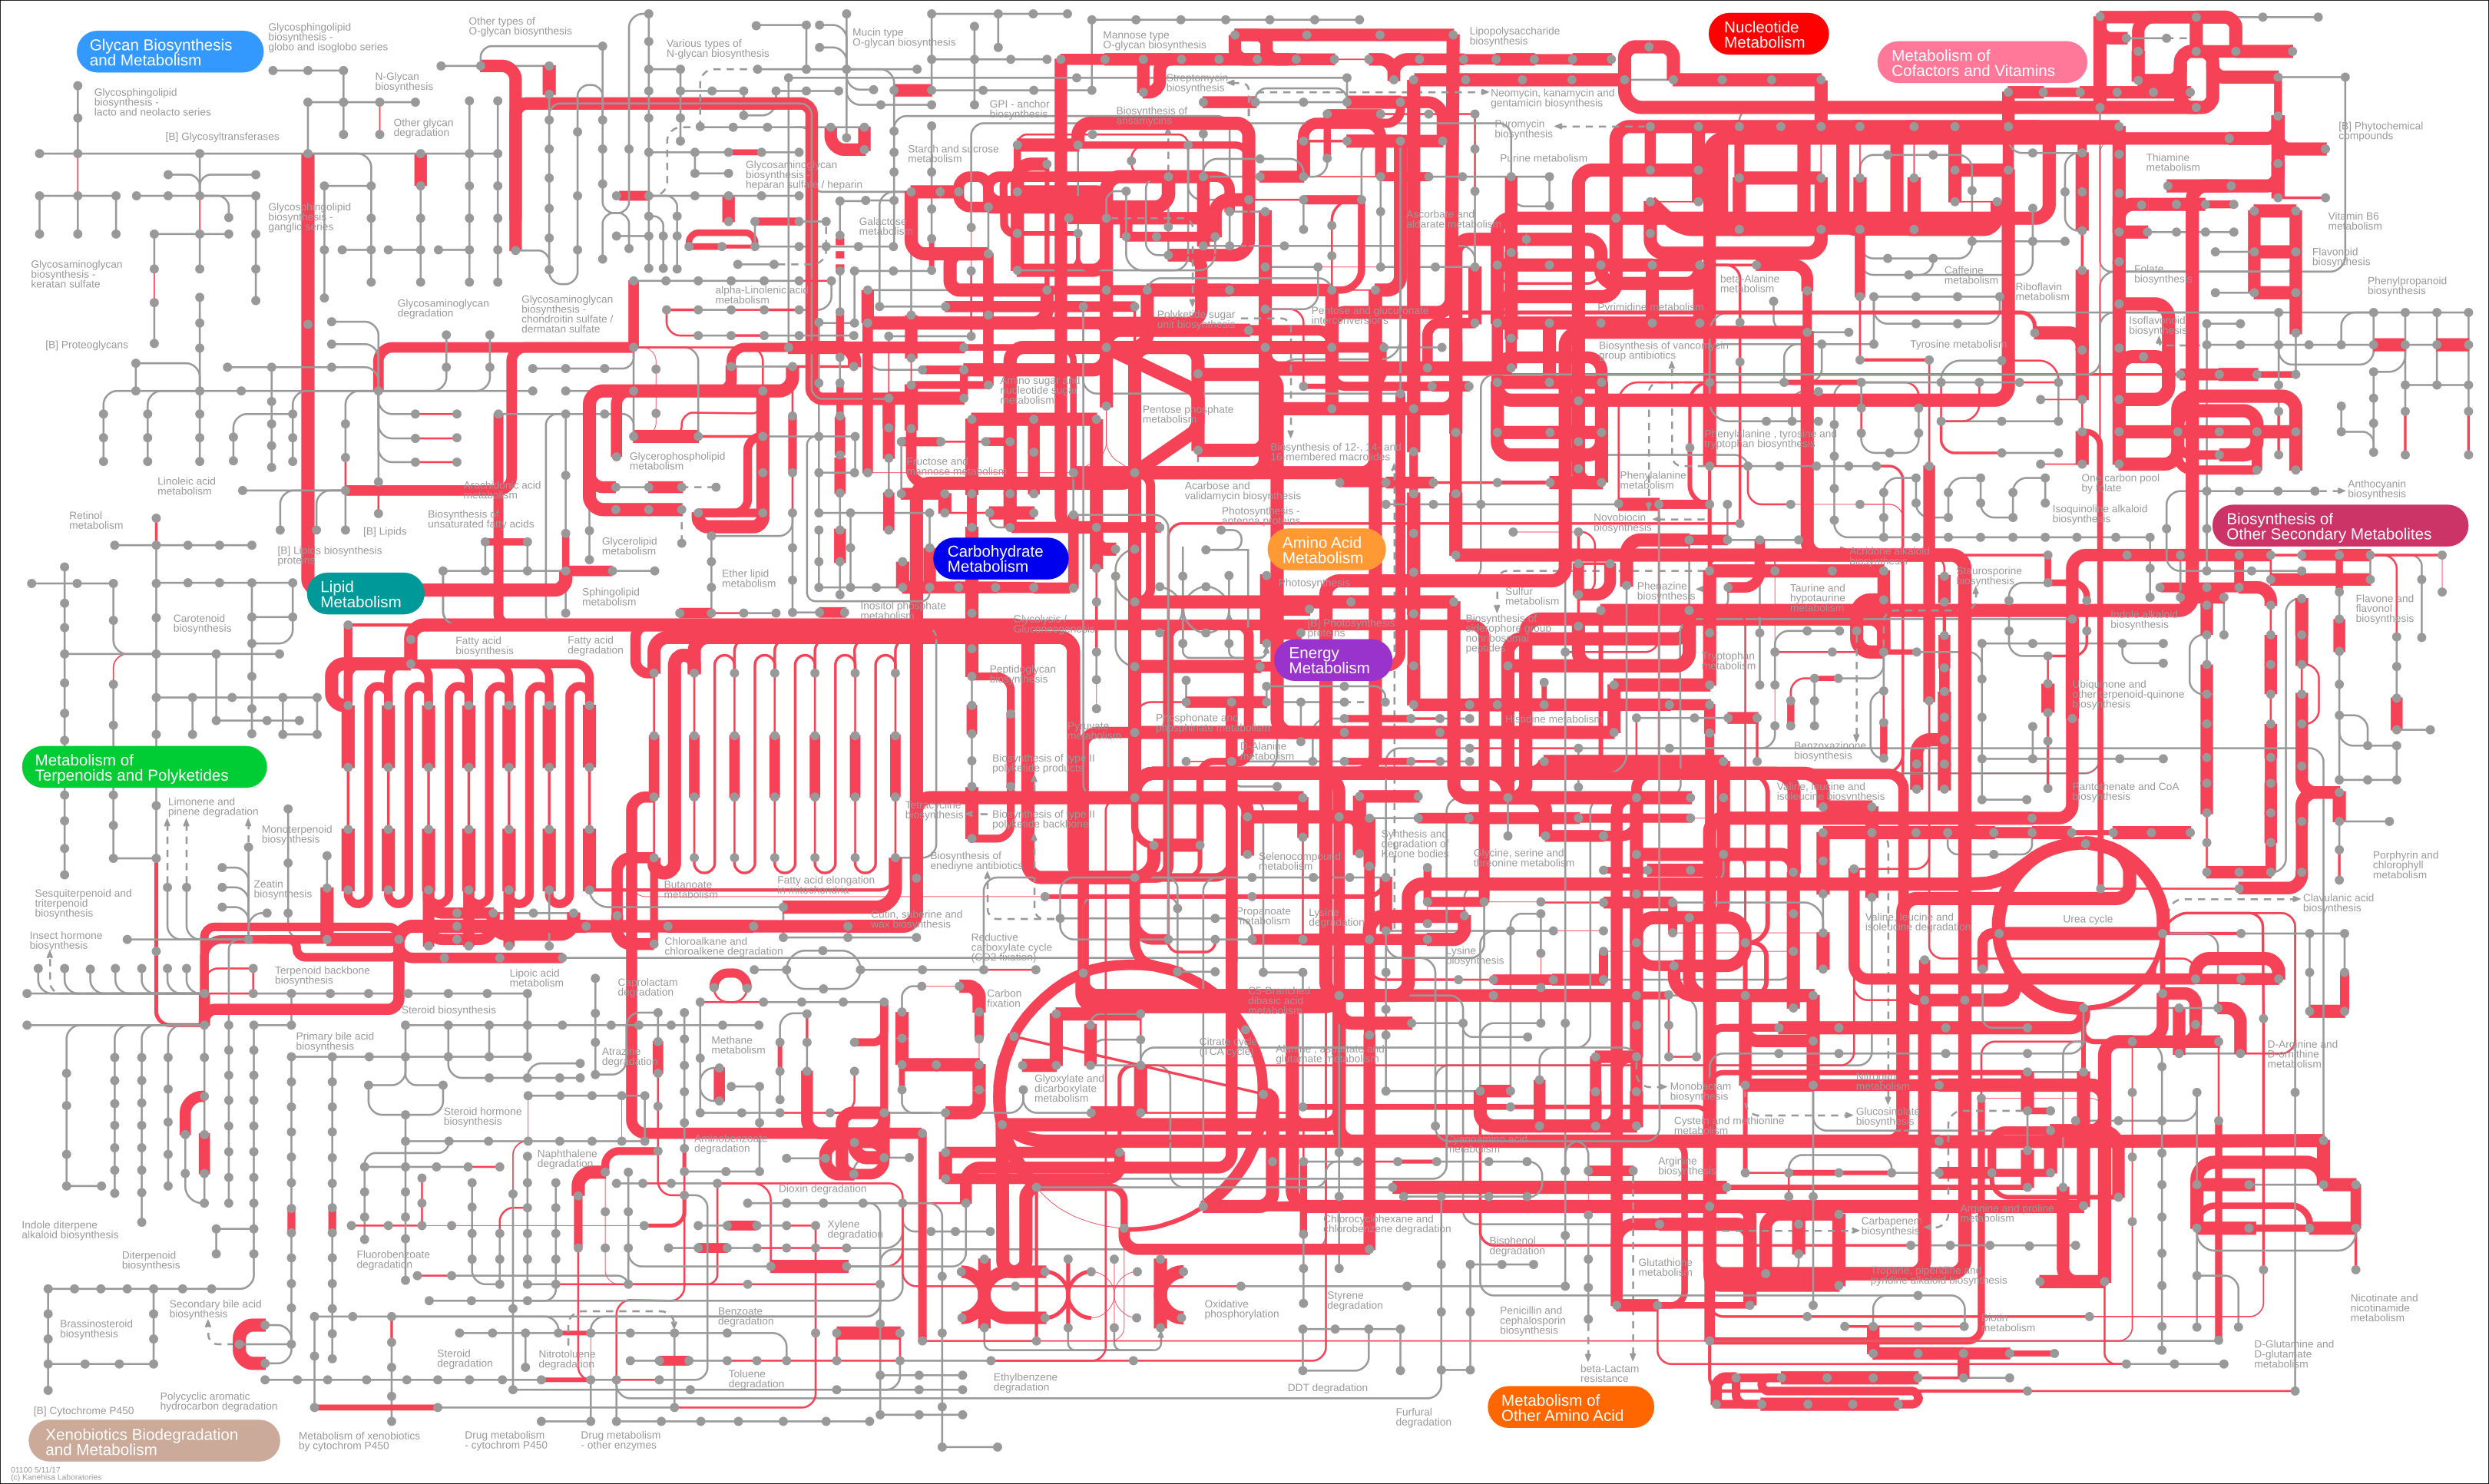 Glycan Biosynthesis
and Metabolism
Glycosphingolipid
biosynthesis -
globo and isoglobo series
Other types of
O-glycan biosynthesis
Various types of
N-glycan biosynthesis
Mucin type
O-glycan biosynthesis
Mannose type
O-glycan biosynthesis
Lipopolysaccharide
biosynthesis
Nucleotide
Metabolism
Metabolism of
Cofactors and Vitamins
N-Glycan
biosynthesis
Glycosphingolipid
biosynthesis -
lacto and neolacto series
Other glycan
degradation
[B] Glycosyltransferases
GPI - anchor
biosynthesis
Streptomycin
biosynthesis
Biosynthesis of
ansamycins
Neomycin, kanamycin and
gentamicin biosynthesis
Puromycin
biosynthesis
Purine metabolism
[B] Phytochemical
compounds
Thiamine
metabolism
Starch and sucrose
metabolism
Glycosaminoglycan
biosynthesis -
heparan sulfate / heparin
Glycosphingolipid
biosynthesis -
ganglio series
Galactose
metabolism
Ascorbate and
aldarate metabolism
Vitamin B6
metabolism
Flavonoid
biosynthesis
Glycosaminoglycan
biosynthesis -
keratan sulfate
Glycosaminoglycan
degradation
Glycosaminoglycan
biosynthesis -
chondroitin sulfate /
dermatan sulfate
alpha-Linolenic acid
metabolism
Polyketide sugar
unit biosynthesis
Pentose and glucuronate
interconversions
Pyrimidine metabolism
beta-Alanine
metabolism
Caffeine
metabolism
Riboflavin
metabolism
Folate
biosynthesis
Phenylpropanoid
biosynthesis
Isoflavonoid
biosynthesis
[B] Proteoglycans
Biosynthesis of vancomycin
group antibiotics
Tyrosine metabolism
Amino sugar and
nucleotide sugar
metabolism
Pentose phosphate
metabolism
Biosynthesis of 12-, 14- and
16-membered macrolides
Phenylalanine , tyrosine and
tryptophan biosynthesis
Glycerophospholipid
metabolism
Fructose and
mannose metabolism
Linoleic acid
metabolism
Arachidonic acid
metabolism
Acarbose and
validamycin biosynthesis
Phenylalanine
metabolism
One carbon pool
by folate
Anthocyanin
biosynthesis
Retinol
metabolism
Biosynthesis of
unsaturated fatty acids
[B] Lipids
Photosynthesis -
antenna proteins
Novobiocin
biosynthesis
Isoquinoline alkaloid
biosynthesis
Biosynthesis of
Other Secondary Metabolites
[B] Lipids biosynthesis
proteins
Glycerolipid
metabolism
Carbohydrate
Metabolism
Amino Acid
Metabolism
Acridone alkaloid
biosynthesis
Lipid
Metabolism
Sphingolipid
metabolism
Ether lipid
metabolism
Photosynthesis
Sulfur
metabolism
Phenazine
biosynthesis
Taurine and
hypotaurine
metabolism
Staurosporine
biosynthesis
Flavone and
flavonol
biosynthesis
Carotenoid
biosynthesis
Inositol phosphate
metabolism
Glycolysis /
Gluconeogenesis
[B] Photosynthesis
proteins
Biosynthesis of
siderophore group
nonribosomal
peptides
Indole alkaloid
biosynthesis
Fatty acid
biosynthesis
Fatty acid
degradation
Energy
Metabolism
Tryptophan
metabolism
Peptidoglycan
biosynthesis
Ubiquinone and
other terpenoid-quinone
biosynthesis
Pyruvate
metabolism
Phosphonate and
phosphinate metabolism
Histidine metabolism
D-Alanine
metabolism
Benzoxazinone
biosynthesis
Metabolism of
Terpenoids and Polyketides
Biosynthesis of type II
polyketide products
Valine, leucine and
isoleucine biosynthesis
Pantothenate and CoA
biosynthesis
Limonene and
pinene degradation
Monoterpenoid
biosynthesis
Tetracycline
biosynthesis
Biosynthesis of type II
polyketide backbone
Biosynthesis of
enediyne antibiotics
Selenocompound
metabolism
Synthesis and
degradation of
Ketone bodies
Glycine, serine and
threonine metabolism
Porphyrin and
chlorophyll
metabolism
Sesquiterpenoid and
triterpenoid
biosynthesis
Zeatin
biosynthesis
Butanoate
metabolism
Fatty acid elongation
in mitochondria
Clavulanic acid
biosynthesis
Cutin, suberine and
wax biosynthesis
Propanoate
metabolism
Lysine
degradation
Valine, leucine and
isoleucine degradation
Urea cycle
Insect hormone
biosynthesis
Chloroalkane and
chloroalkene degradation
Reductive
carboxylate cycle
(CO2 fixation)
Lysine
biosynthesis
Terpenoid backbone
biosynthesis
Lipoic acid
metabolism
Caprolactam
degradation
Carbon
fixation
C5-Branched
dibasic acid
metabolism
Steroid biosynthesis
Primary bile acid
biosynthesis
Atrazine
degradation
Methane
metabolism
Citrate cycle
(TCA cycle)
Alanine , aspartate and
glutamate metabolism
D-Arginine and
D-ornithine
metabolism
Glyoxylate and
dicarboxylate
metabolism
Monobactam
biosynthesis
Nitrogen
metabolism
Steroid hormone
biosynthesis
Glucosinolate
biosynthesis
Cystein and methionine
metabolism
Aminobenzoate
degradation
Cyanoamino acid
metabolism
Naphthalene
degradation
Arginine
biosynthesis
Dioxin degradation
Indole diterpene
alkaloid biosynthesis
Xylene
degradation
Chlorocyclohexane and
chlorobenzene degradation
Carbapenem
biosynthesis
Arginine and proline
metabolism
Diterpenoid
biosynthesis
Fluorobenzoate
degradation
Bisphenol
degradation
Glutathione
metabolism
Tropane, piperidine and
pyridine alkaloid biosynthesis
Secondary bile acid
biosynthesis
Brassinosteroid
biosynthesis
Benzoate
degradation
Oxidative
phosphorylation
Styrene
degradation
Penicillin and
cephalosporin
biosynthesis
Biotin
metabolism
Nicotinate and
nicotinamide
metabolism
Steroid
degradation
Nitrotoluene
degradation
Toluene
degradation
Ethylbenzene
degradation
beta-Lactam
resistance
D-Glutamine and
D-glutamate
metabolism
DDT degradation
Polycyclic aromatic
hydrocarbon degradation
[B] Cytochrome P450
Furfural
degradation
Metabolism of
Other Amino Acid
Xenobiotics Biodegradation
and Metabolism
Metabolism of xenobiotics
by cytochrom P450
Drug metabolism
- cytochrom P450
Drug metabolism
- other enzymes
01100 5/11/17
(c) Kanehisa Laboratories